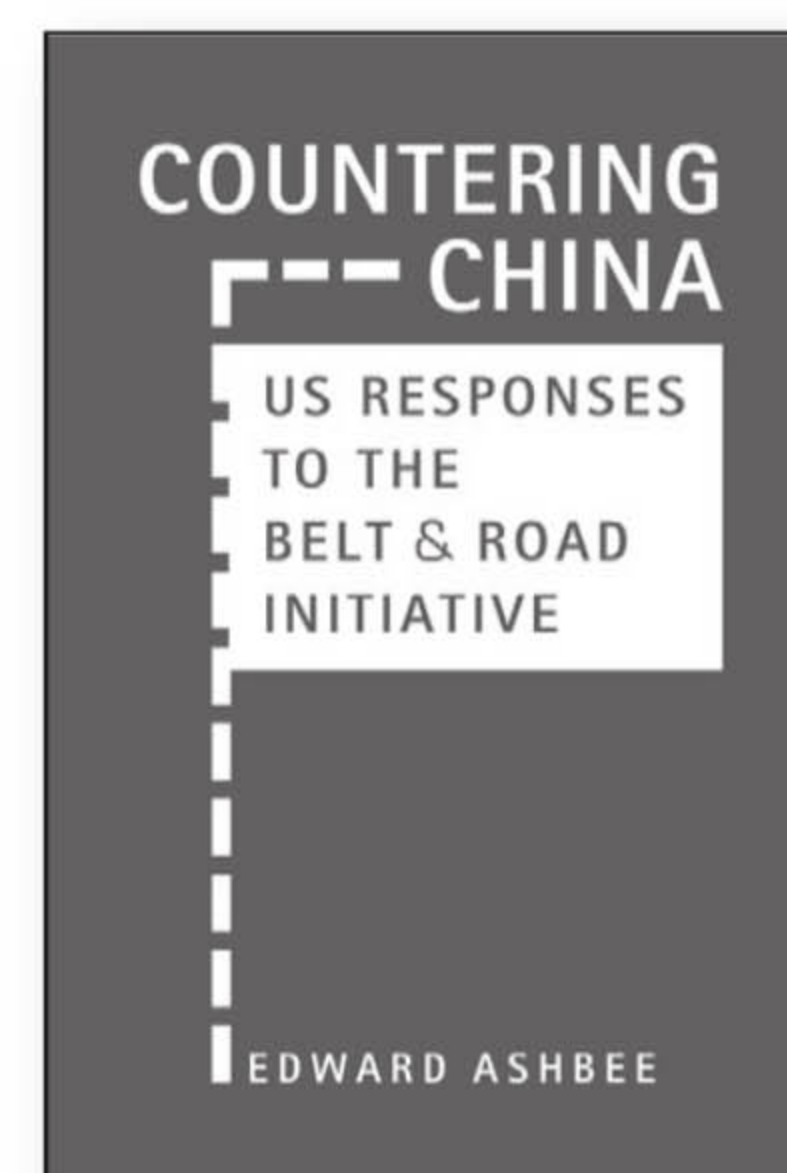 COUNTERING
CHINA
US RESPONSES
TO THE
BELT & ROAD
INITIATIVE
EDWARD ASHBEE